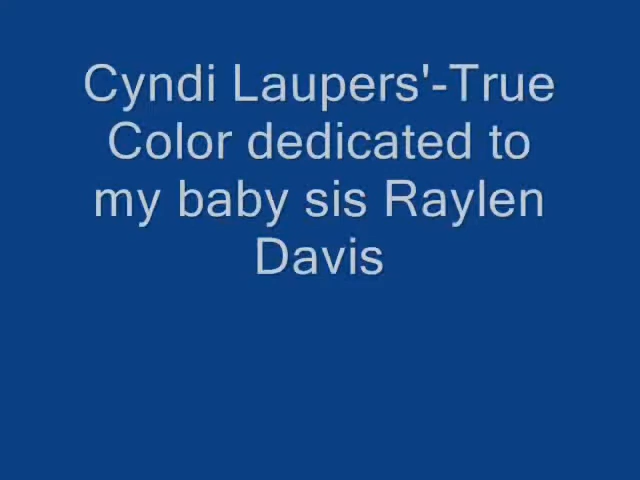 Cyndi Laupers'-True
Color dedicated to
my baby sis Raylen
Davis